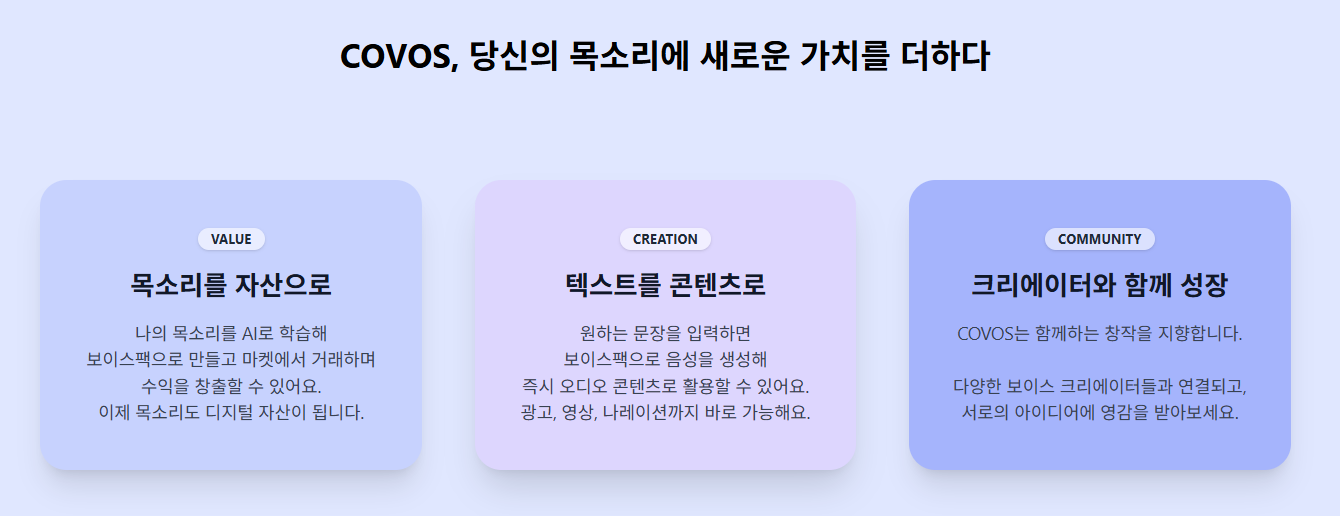 COVOS, 당신의 목소리에 새로운 가치를 더하다
VALUE
목소리를 자산으로
나의 목소리를 AI로 학습해
보이스팩으로 만들고 마켓에서 거래하며
수익을 창출할 수 있어요.
이제 목소리도 디지털 자산이 됩니다.
CREATION
텍스트를 콘텐츠로
원하는 문장을 입력하면
보이스팩으로 음성을 생성해
즉시 오디오 콘텐츠로 활용할 수 있어요.
광고, 영상, 나레이션까지 바로 가능해요.
COMMUNITY
크리에이터와 함께 성장
COVOS는 함께하는 창작을 지향합니다.
다양한 보이스 크리에이터들과 연결되고,
서로의 아이디어에 영감을 받아보세요.